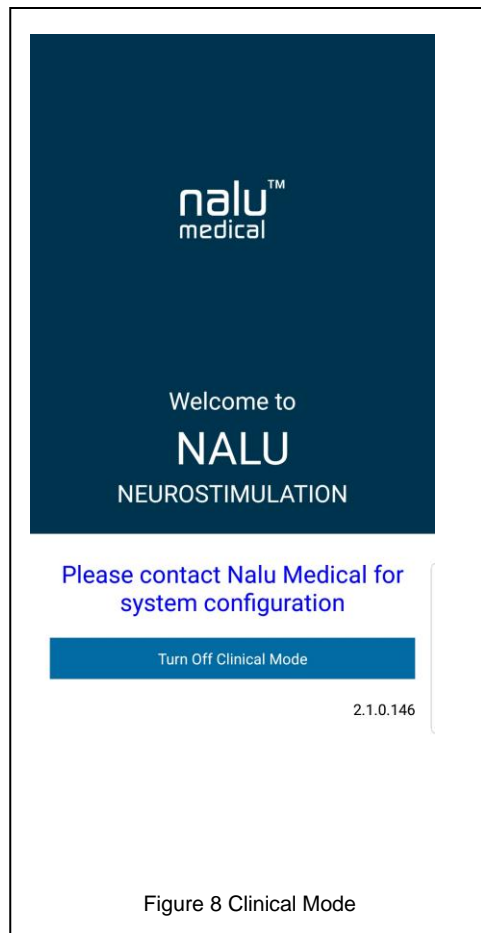 nalu™
medical
Welcome to
NALU
NEUROSTIMULATION
Please contact Nalu Medical for
system configuration
Turn Off Clinical Mode
2.1.0.146
Figure 8 Clinical Mode